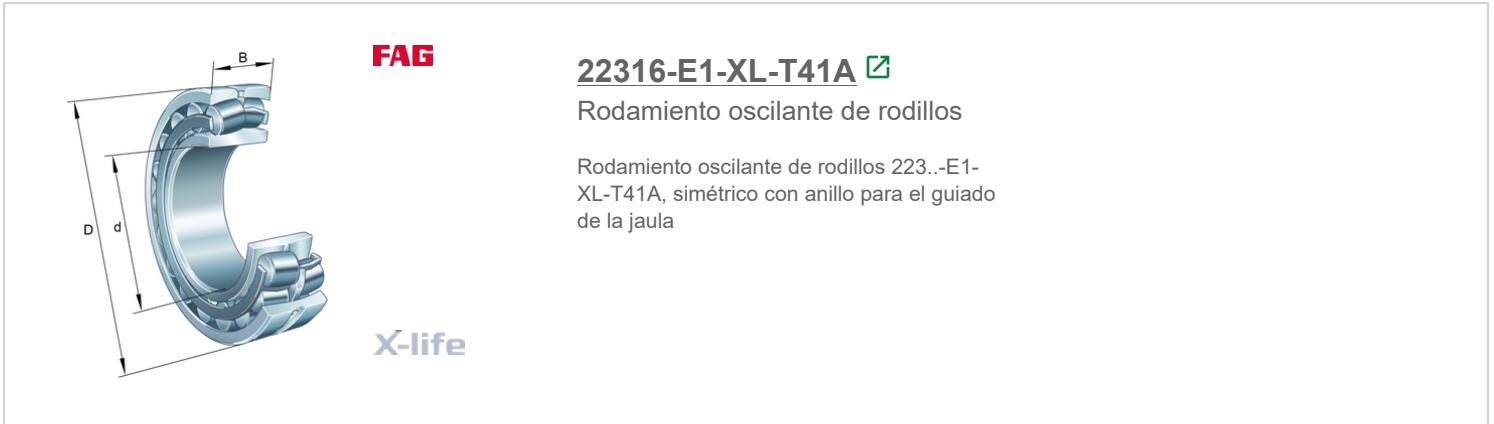 B
FAG
D
d
X-life
22316-E1-XL-T41A
Rodamiento oscilante de rodillos
Rodamiento oscilante de rodillos 223..-E1-
XL-T41A, simétrico con anillo para el guiado
de la jaula